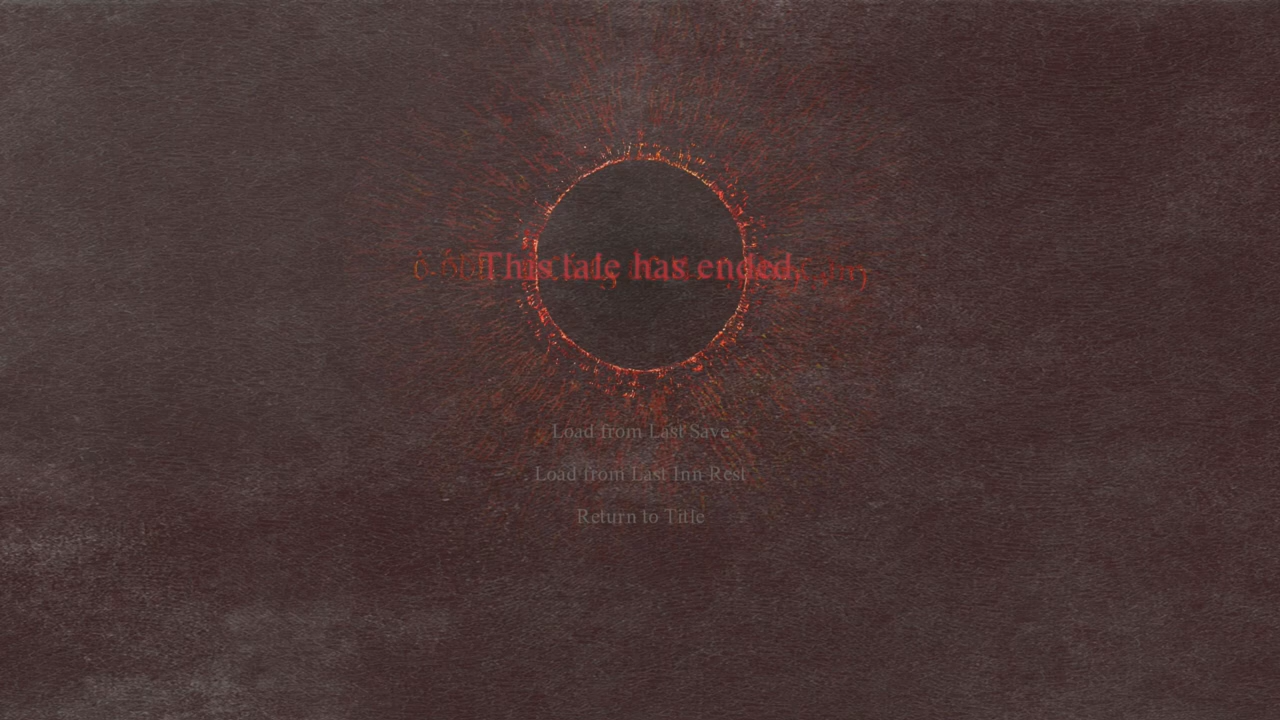 This tale has ended
Load from Last Save
Load from Last Inn Rest
Return to Title